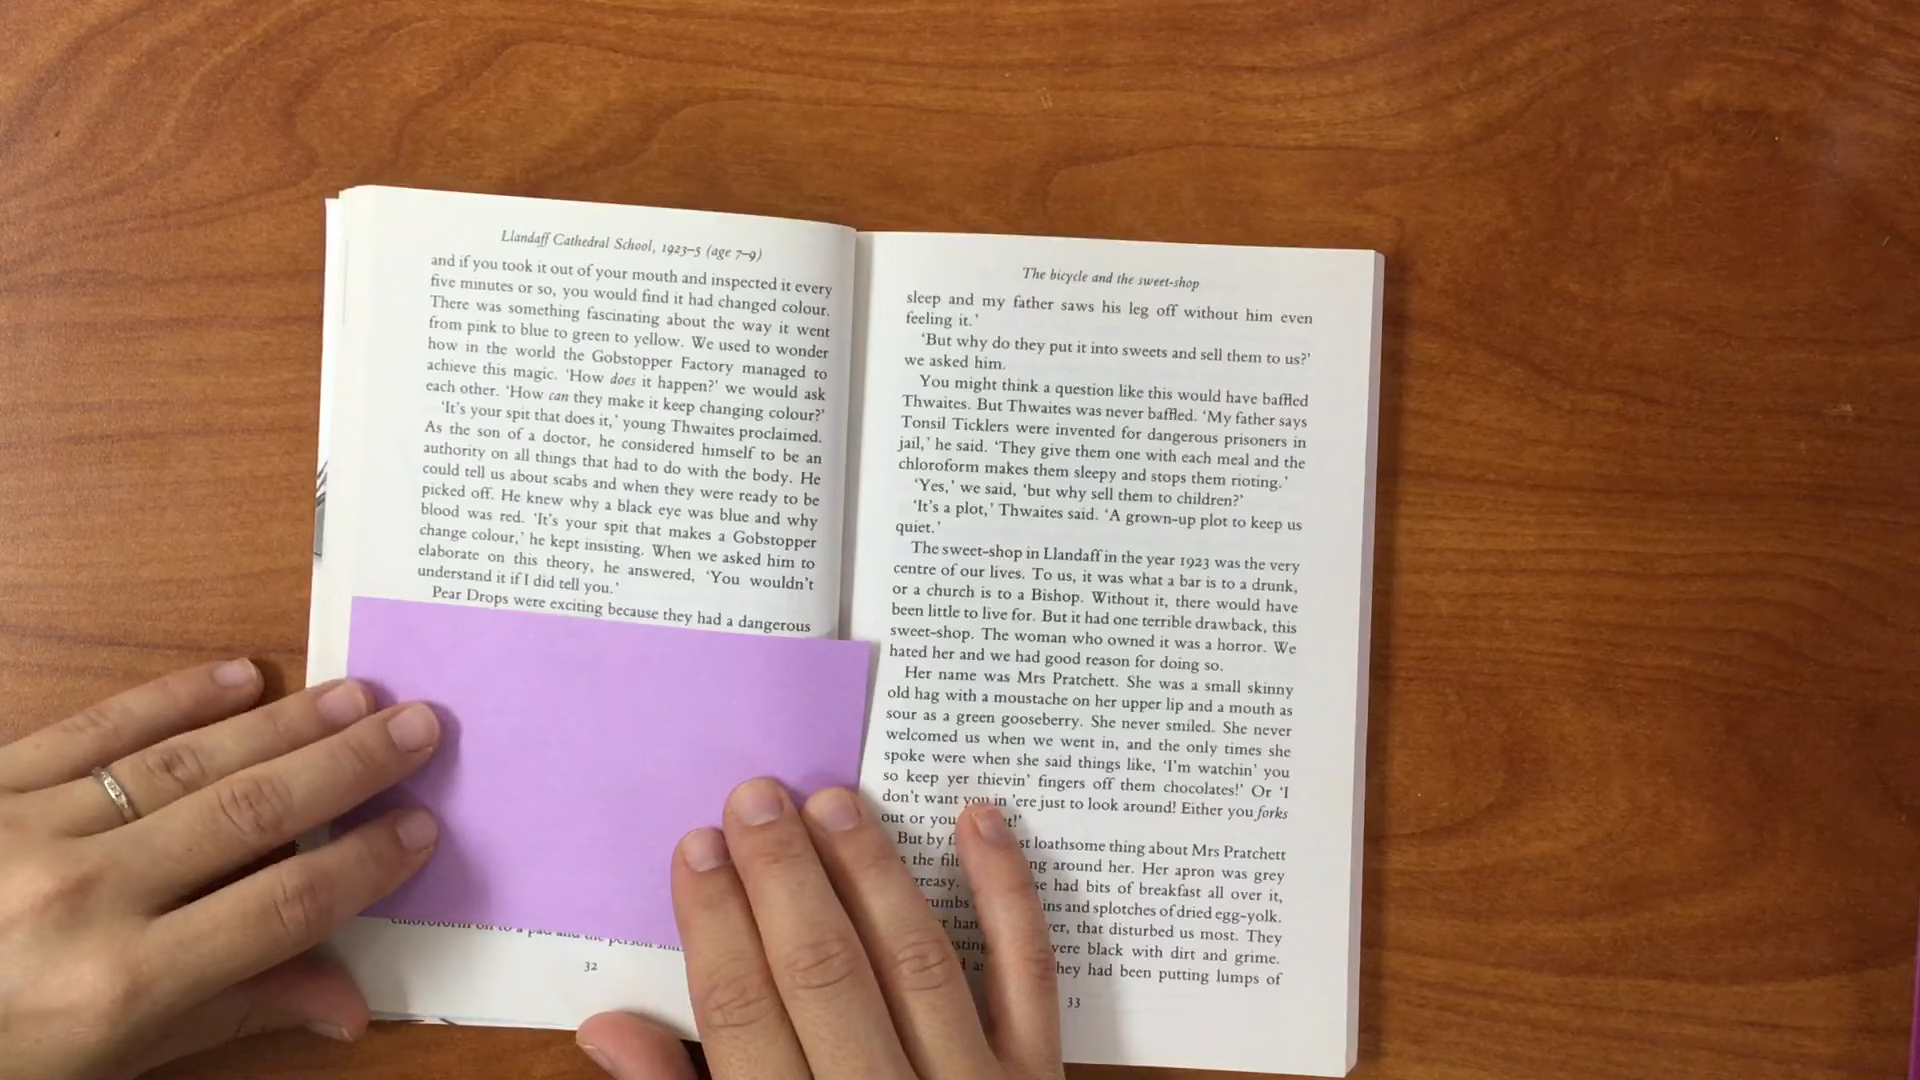 Llandaff Cathedral School, 1923–5 (age 7–9)
and if you took it out of your mouth and inspected it every
five minutes or so, you would find it had changed colour.
There was something fascinating about the way it went
from pink to blue to green to yellow. We used to wonder
how in the world the Gobstopper Factory managed to
achieve this magic. ‘How does it happen?’ we would ask
each other. ‘How can they make it keep changing colour?’
‘It’s your spit that does it,’ young Thwaites proclaimed.
As the son of a doctor, he considered himself to be an
authority on all things that had to do with the body. He
could tell us about scabs and when they were ready to be
picked off. He knew why a black eye was blue and why
blood was red. ‘It’s your spit that makes a Gobstopper
change colour,’ he kept insisting. When we asked him to
elaborate on this theory, he answered, ‘You wouldn’t
understand it if I did tell you.’
Pear Drops were exciting because they had a dangerous
chloroform on to a pad and the person
32
The bicycle and the sweet-shop
sleep and my father saws his leg off without him even
feeling it.’
‘But why do they put it into sweets and sell them to us?’
we asked him.
You might think a question like this would have baffled
Thwaites. But Thwaites was never baffled. ‘My father says
Tonsil Ticklers were invented for dangerous prisoners in
jail,’ he said. ‘They give them one with each meal and the
chloroform makes them sleepy and stops them rioting.’
‘Yes,’ we said, ‘but why sell them to children?’
‘It’s a plot,’ Thwaites said. ‘A grown-up plot to keep us
quiet.’
The sweet-shop in Llandaff in the year 1923 was the very
centre of our lives. To us, it was what a bar is to a drunk,
or a church is to a Bishop. Without it, there would have
been little to live for. But it had one terrible drawback, this
sweet-shop. The woman who owned it was a horror. We
hated her and we had good reason for doing so.
Her name was Mrs Pratchett. She was a small skinny
old hag with a moustache on her upper lip and a mouth as
sour as a green gooseberry. She never smiled. She never
welcomed us when we went in, and the only times she
spoke were when she said things like, ‘I’m watchin’ you
so keep yer thievin’ fingers off them chocolates!’ Or ‘I
don’t want you in ’ere just to look around! Either you forks
out or you
But by loathsome thing about Mrs Pratchett
the around her. Her apron was grey
greasy. had bits of breakfast all over it,
and splotches of dried egg-yolk.
that disturbed us most. They
were black with dirt and grime.
they had been putting lumps of
33